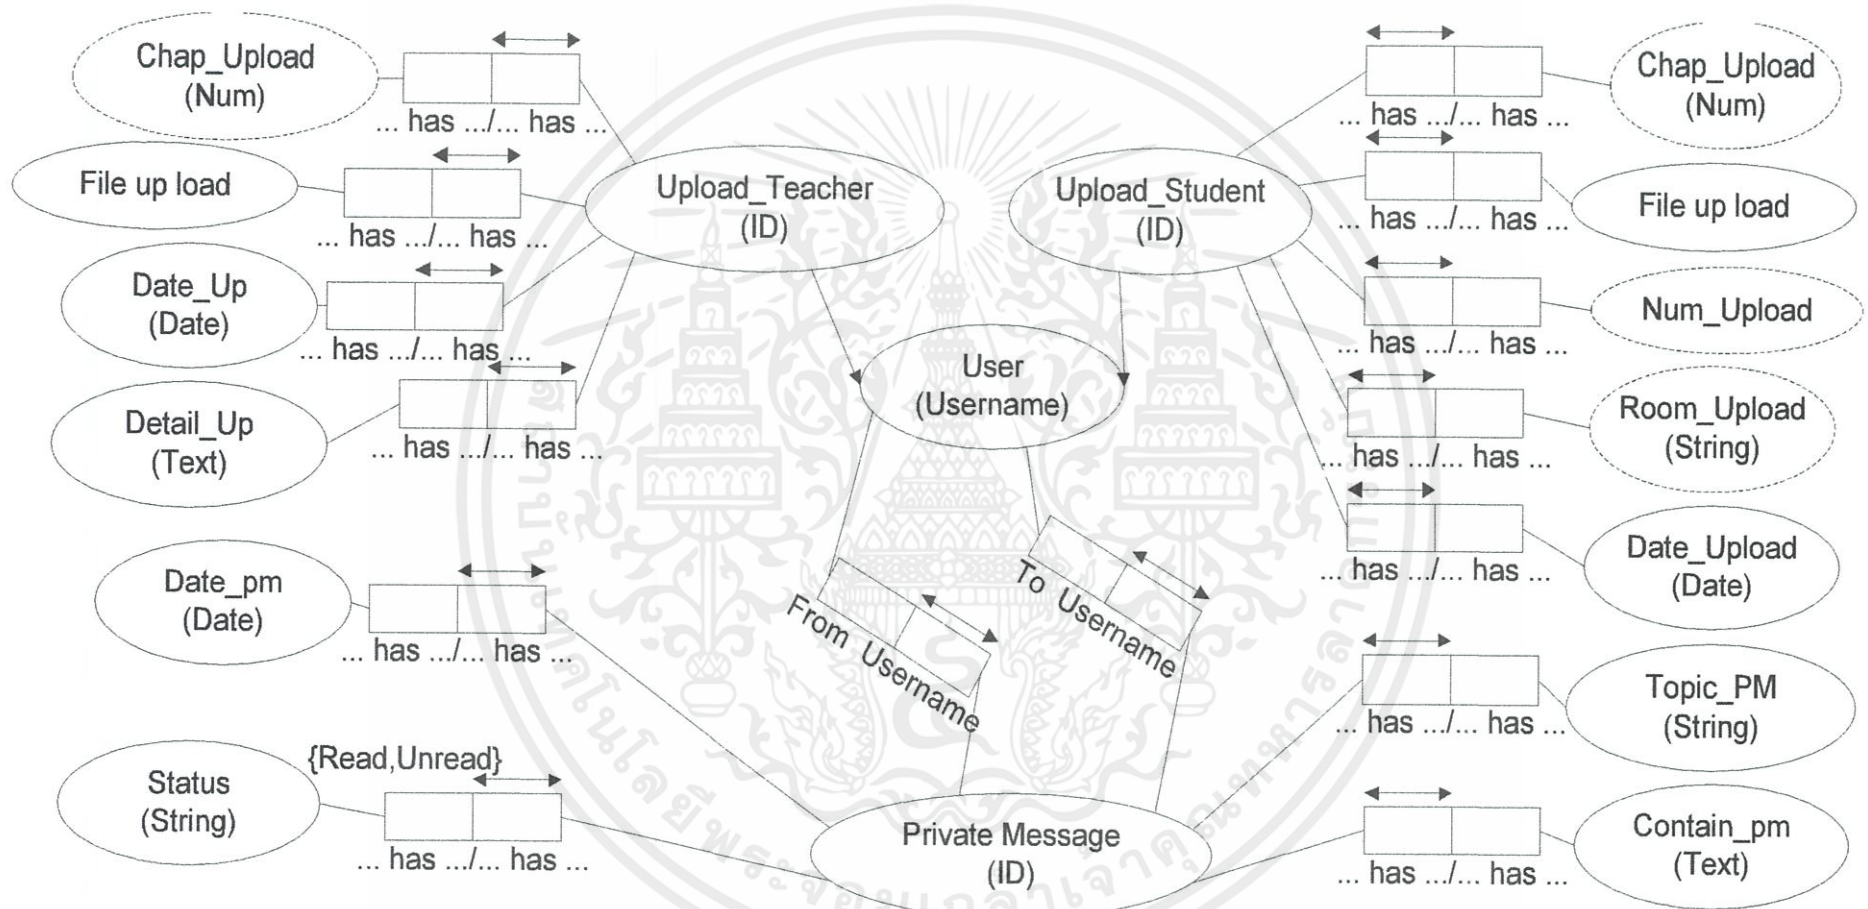 Chap_Upload
(Num)
... has .../... has ...
File up load
... has .../... has ...
Date_Up
(Date)
... has .../... has ...
Detail_Up
(Text)
... has .../... has ...
Upload_Teacher
(ID)
Upload_Student
(ID)
User
(Username)
... has .../... has ...
Chap_Upload
(Num)
... has .../... has ...
File up load
... has .../... has ...
Num_Upload
... has .../... has ...
Room_Upload
(String)
... has .../... has ...
Date_Upload
(Date)
From Username
To Username
Date_pm
(Date)
... has .../... has ...
{Read,Unread}
Status
(String)
... has .../... has ...
Private Message
(ID)
... has .../... has ...
Topic_PM
(String)
... has .../... has ...
Contain_pm
(Text)